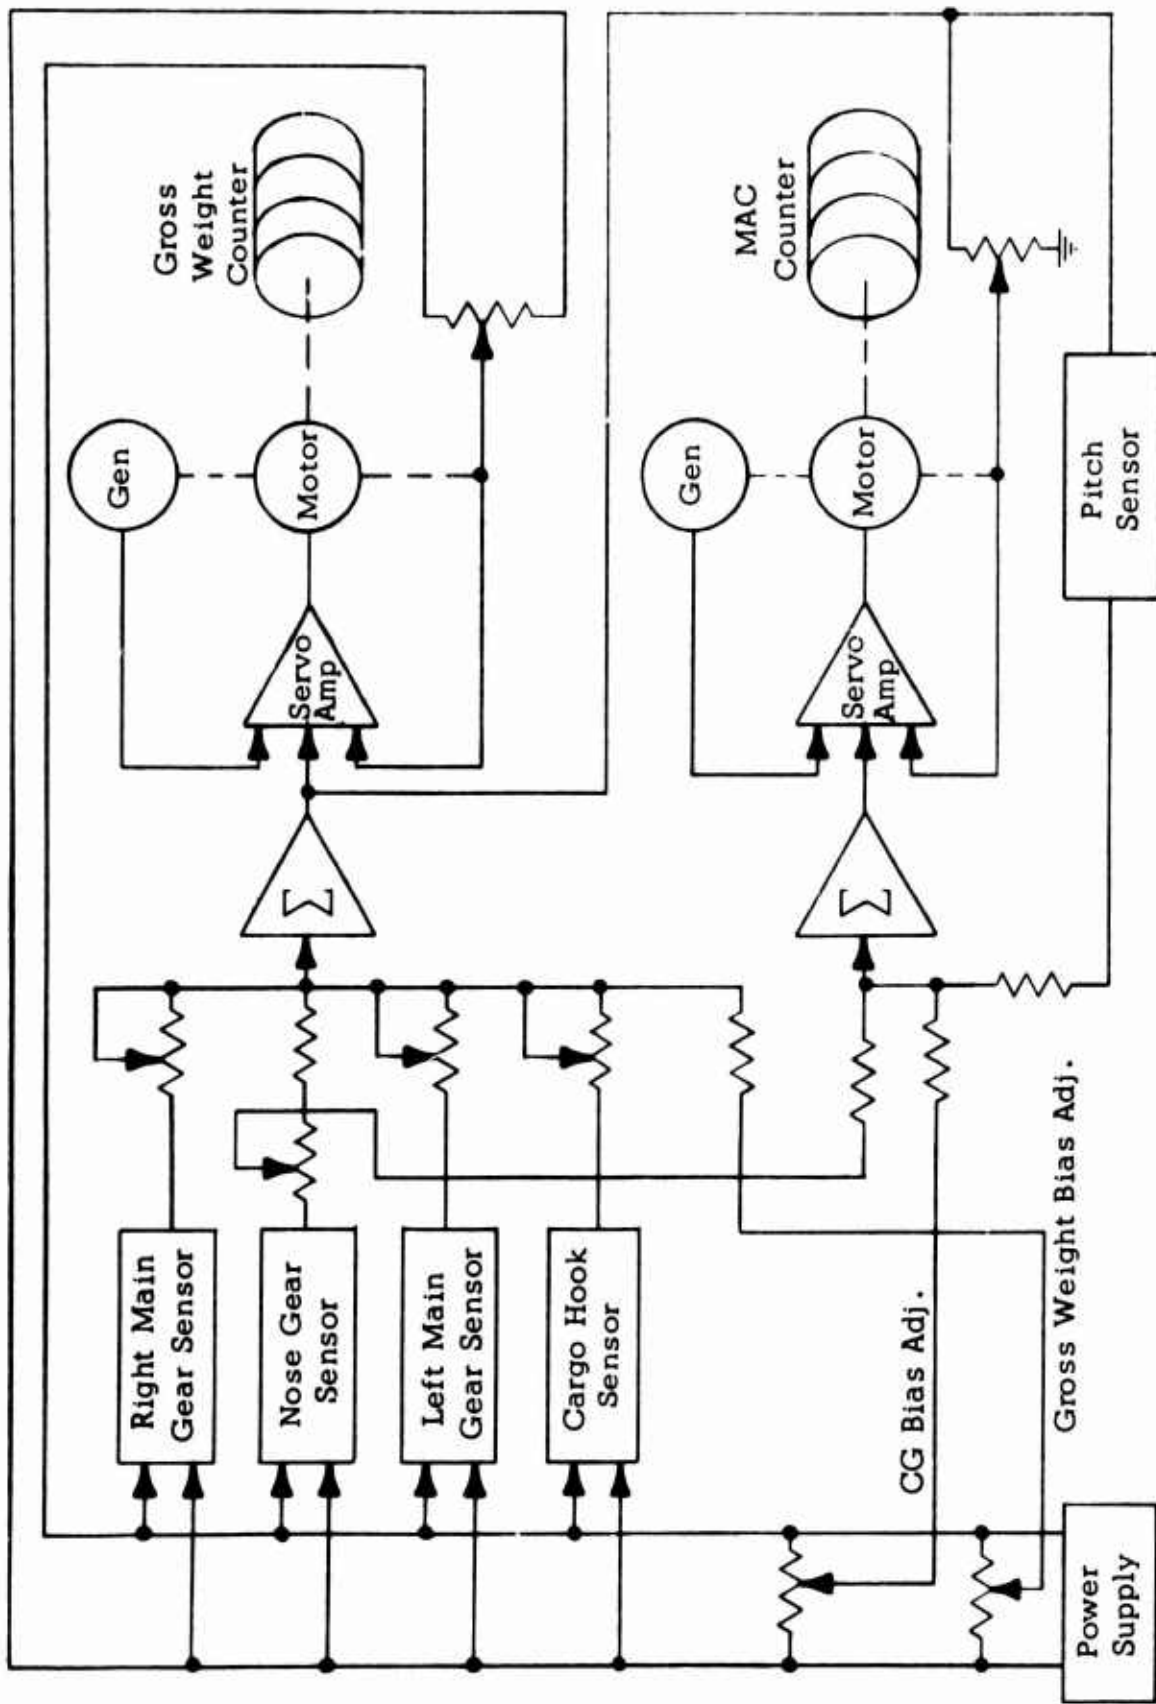 Right Main
Gear Sensor
Nose Gear
Sensor
Left Main
Gear Sensor
Cargo Hook
Sensor
Power
Supply
CG Bias Adj.
Gross Weight Bias Adj.
Σ
Servo
Amp
Motor
Gen
Gross
Weight
Counter
Σ
Servo
Amp
Motor
Gen
MAC
Counter
Pitch
Sensor